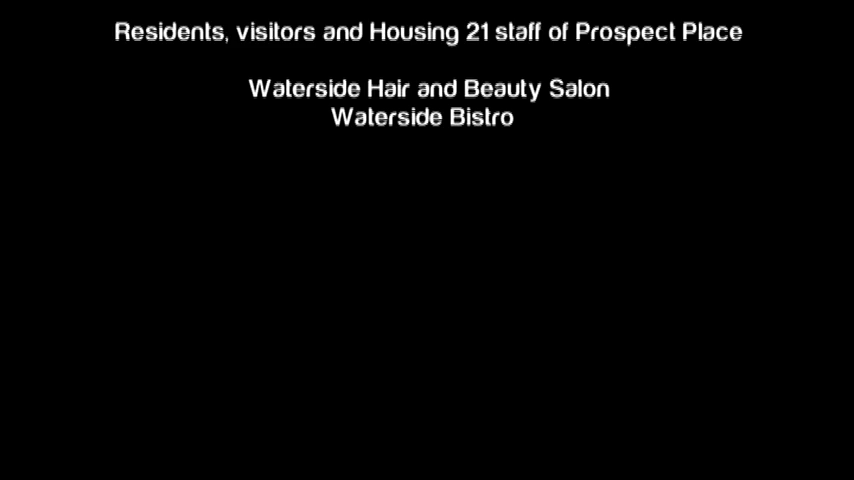 Residents, visitors and Housing 21 staff of Prospect Place
Waterside Hair and Beauty Salon
Waterside Bistro